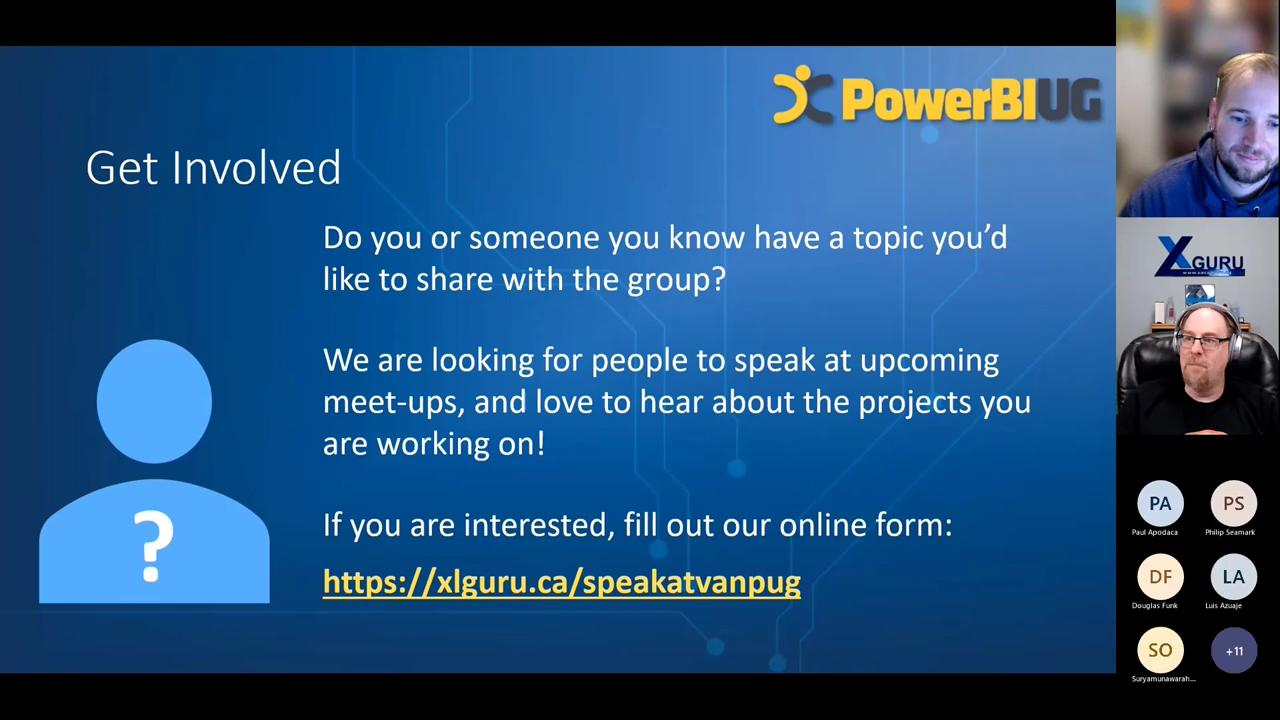 PowerBIUG
Get Involved
Do you or someone you know have a topic you’d
like to share with the group?
We are looking for people to speak at upcoming
meet-ups, and love to hear about the projects you
are working on!
If you are interested, fill out our online form:
https://xlguru.ca/speakatvanpug
?
XLGURU
PA
Paul Apodaca
PS
Philip Seamark
DF
Douglas Funk
LA
Luis Azuaje
SO
Suryamunawarah...
+11